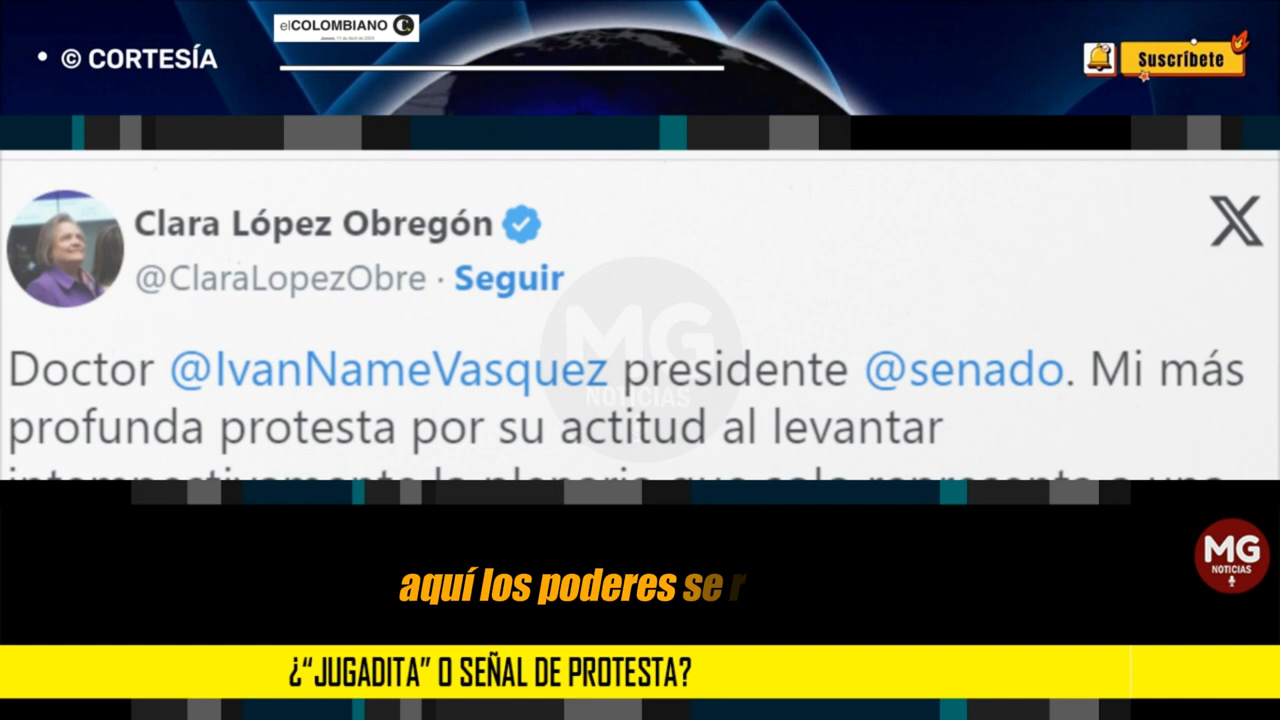 elCOLOMBIANO
• © CORTESÍA
Suscríbete
Clara López Obregón
@ClaraLopezObre · Seguir
Doctor @IvanNameVasquez presidente @senado. Mi más
profunda protesta por su actitud al levantar
MG
NOTICIAS
aquí los poderes se
MG
NOTICIAS
¿“JUGADITA” O SEÑAL DE PROTESTA?